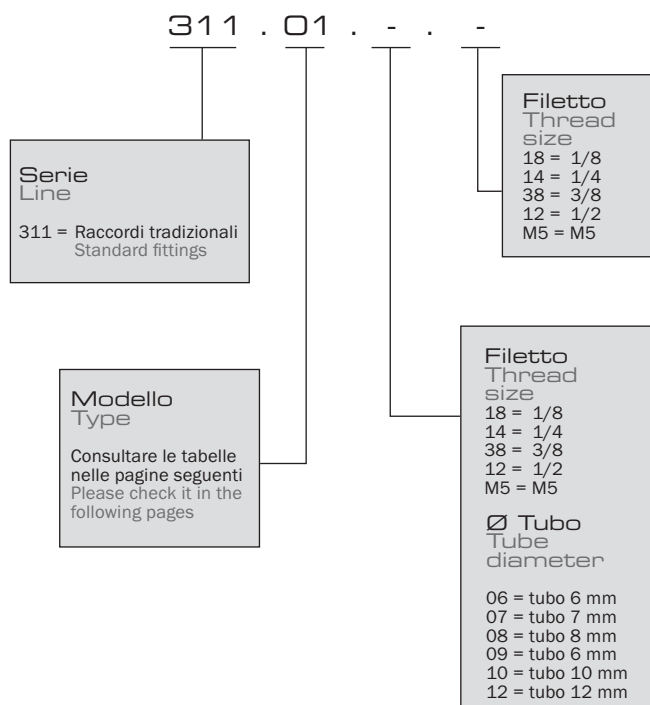 311 . 01 . - . -
Filetto
Thread
size
18 = 1/8
14 = 1/4
38 = 3/8
12 = 1/2
M5 = M5
Serie
Line
311 = Raccordi tradizionali
Standard fittings
Filetto
Thread
size
18 = 1/8
14 = 1/4
38 = 3/8
12 = 1/2
M5 = M5
Ø Tubo
Tube
diameter
06 = tubo 6 mm
07 = tubo 7 mm
08 = tubo 8 mm
09 = tubo 6 mm
10 = tubo 10 mm
12 = tubo 12 mm
Modello
Type
Consultare le tabelle
nelle pagine seguenti
Please check it in the
following pages